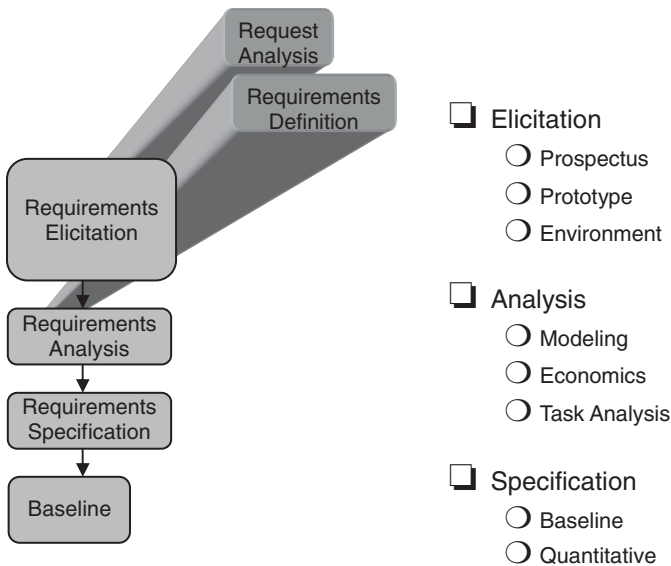 Request
Analysis
Requirements
Definition
Requirements
Elicitation
Requirements
Analysis
Requirements
Specification
Baseline
Elicitation
Prospectus
Prototype
Environment
Analysis
Modeling
Economics
Task Analysis
Specification
Baseline
Quantitative